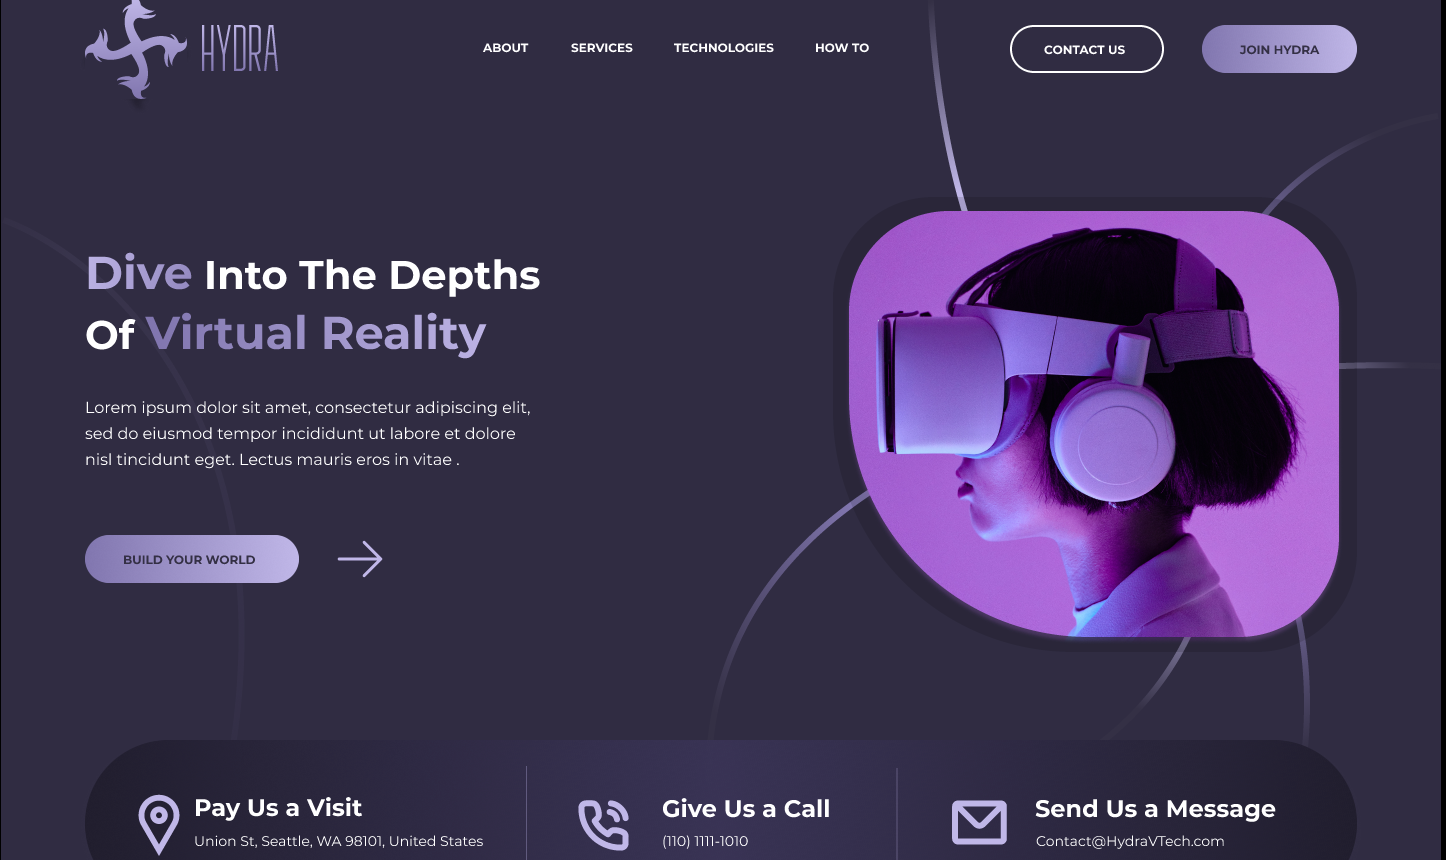 HYDRA
ABOUT SERVICES TECHNOLOGIES HOW TO
CONTACT US
JOIN HYDRA
Dive Into The Depths
Of Virtual Reality
Lorem ipsum dolor sit amet, consectetur adipiscing elit,
sed do eiusmod tempor incididunt ut labore et dolore
nisl tincidunt eget. Lectus mauris eros in vitae .
BUILD YOUR WORLD
Pay Us a Visit
Union St, Seattle, WA 98101, United States
Give Us a Call
(110) 1111-1010
Send Us a Message
Contact@HydraVTech.com